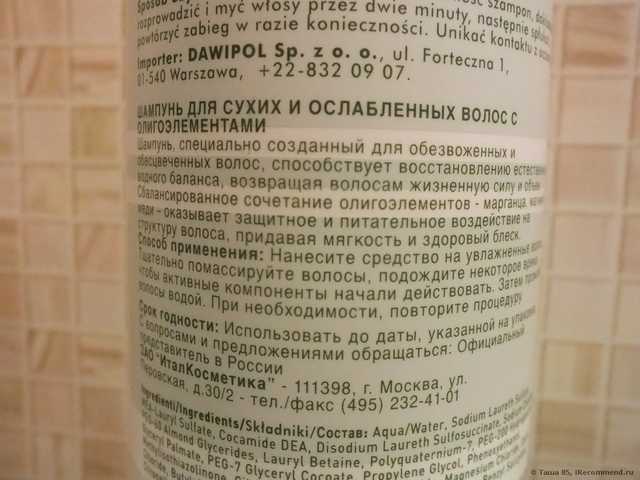 Sposób
szampon,
rozprowadzić i myć włosy przez dwie minuty, następnie
powtórzyć zabieg w razie konieczności. Unikać kontaktu z
Importer: DAWIPOL Sp. z o. o., ul. Forteczna 1,
01-540 Warszawa, +22-832 09 07.
ШАМПУНЬ ДЛЯ СУХИХ И ОСЛАБЛЕННЫХ ВОЛОС С
ОЛИГОЭЛЕМЕНТАМИ
Шампунь, специально созданный для обезвоженных и
обесцвеченных волос, способствует восстановлению
водного баланса, возвращая волосам жизненную силу и
Сбалансированное сочетание олигоэлементов - марганца,
меди – оказывает защитное и питательное воздействие на
структуру волоса, придавая мягкость и здоровый блеск.
Способ применения: Нанесите средство на увлажненные
Тщательно помассируйте волосы, подождите некоторое
чтобы активные компоненты начали действовать. Затем
волосы водой. При необходимости, повторите процедуру
Срок годности: Использовать до даты, указанной на
С вопросами и предложениями обращаться: Официальный
представитель в России
ЗАО "ИталКосметика" - 111398, г. Москва, ул.
д.30/2 - тел./факс (495) 232-41-01
Ingredienti/Ingredients/Składniki/Состав: Aqua/Water, Sodium Laureth
MEA-Lauryl Sulfate, Cocamide DEA, Disodium Laureth Sulfosuccinate, Sodium
Almond Glycerides, Lauryl Betaine, Polyquaternium-7, PEG-200
Palmate, PEG-7 Glyceryl Cocoate, Propylene Glycol,
Magnesium
© Таша 85, iRecommend.ru